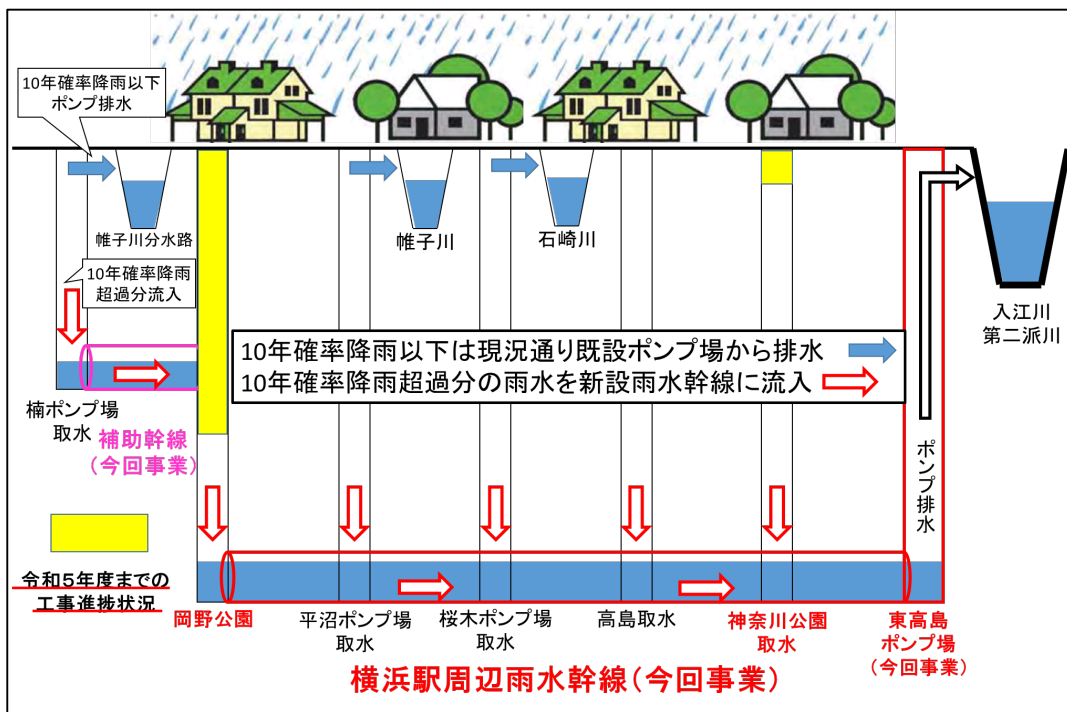 10年確率降雨以下
ポンプ排水
帷子川分水路
帷子川
石崎川
入江川
第二派川
10年確率降雨
超過分流入
10年確率降雨以下は現況通り既設ポンプ場から排水
10年確率降雨超過分の雨水を新設雨水幹線に流入
楠ポンプ場
取水
補助幹線
(今回事業)
ポンプ排水
令和5年度までの
工事進捗状況
岡野公園
平沼ポンプ場
取水
桜木ポンプ場
取水
高島取水
神奈川公園
取水
東高島
ポンプ場
(今回事業)
横浜駅周辺雨水幹線(今回事業)